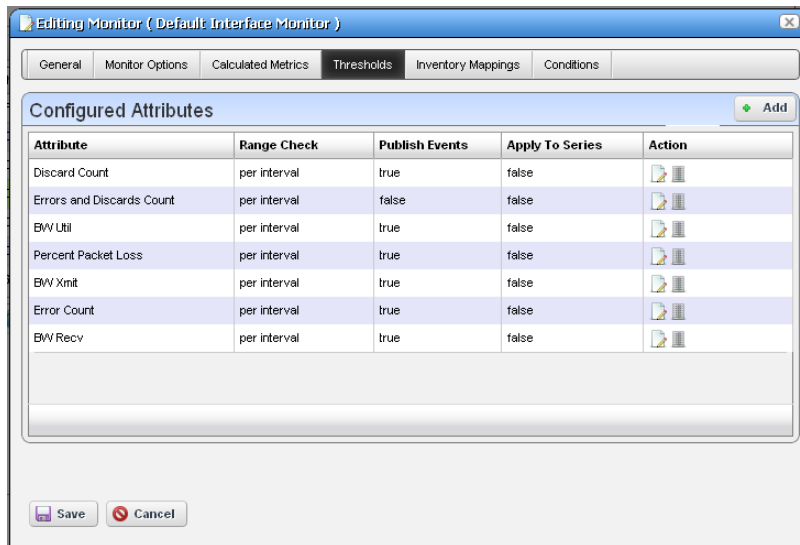 Editing Monitor ( Default Interface Monitor )
General Monitor Options Calculated Metrics Thresholds Inventory Mappings Conditions
Configured Attributes Add
Attribute Range Check Publish Events Apply To Series Action
Discard Count per interval true false
Errors and Discards Count per interval false false
BW Util per interval true false
Percent Packet Loss per interval true false
BW Xmit per interval true false
Error Count per interval true false
BW Recv per interval true false
Save Cancel